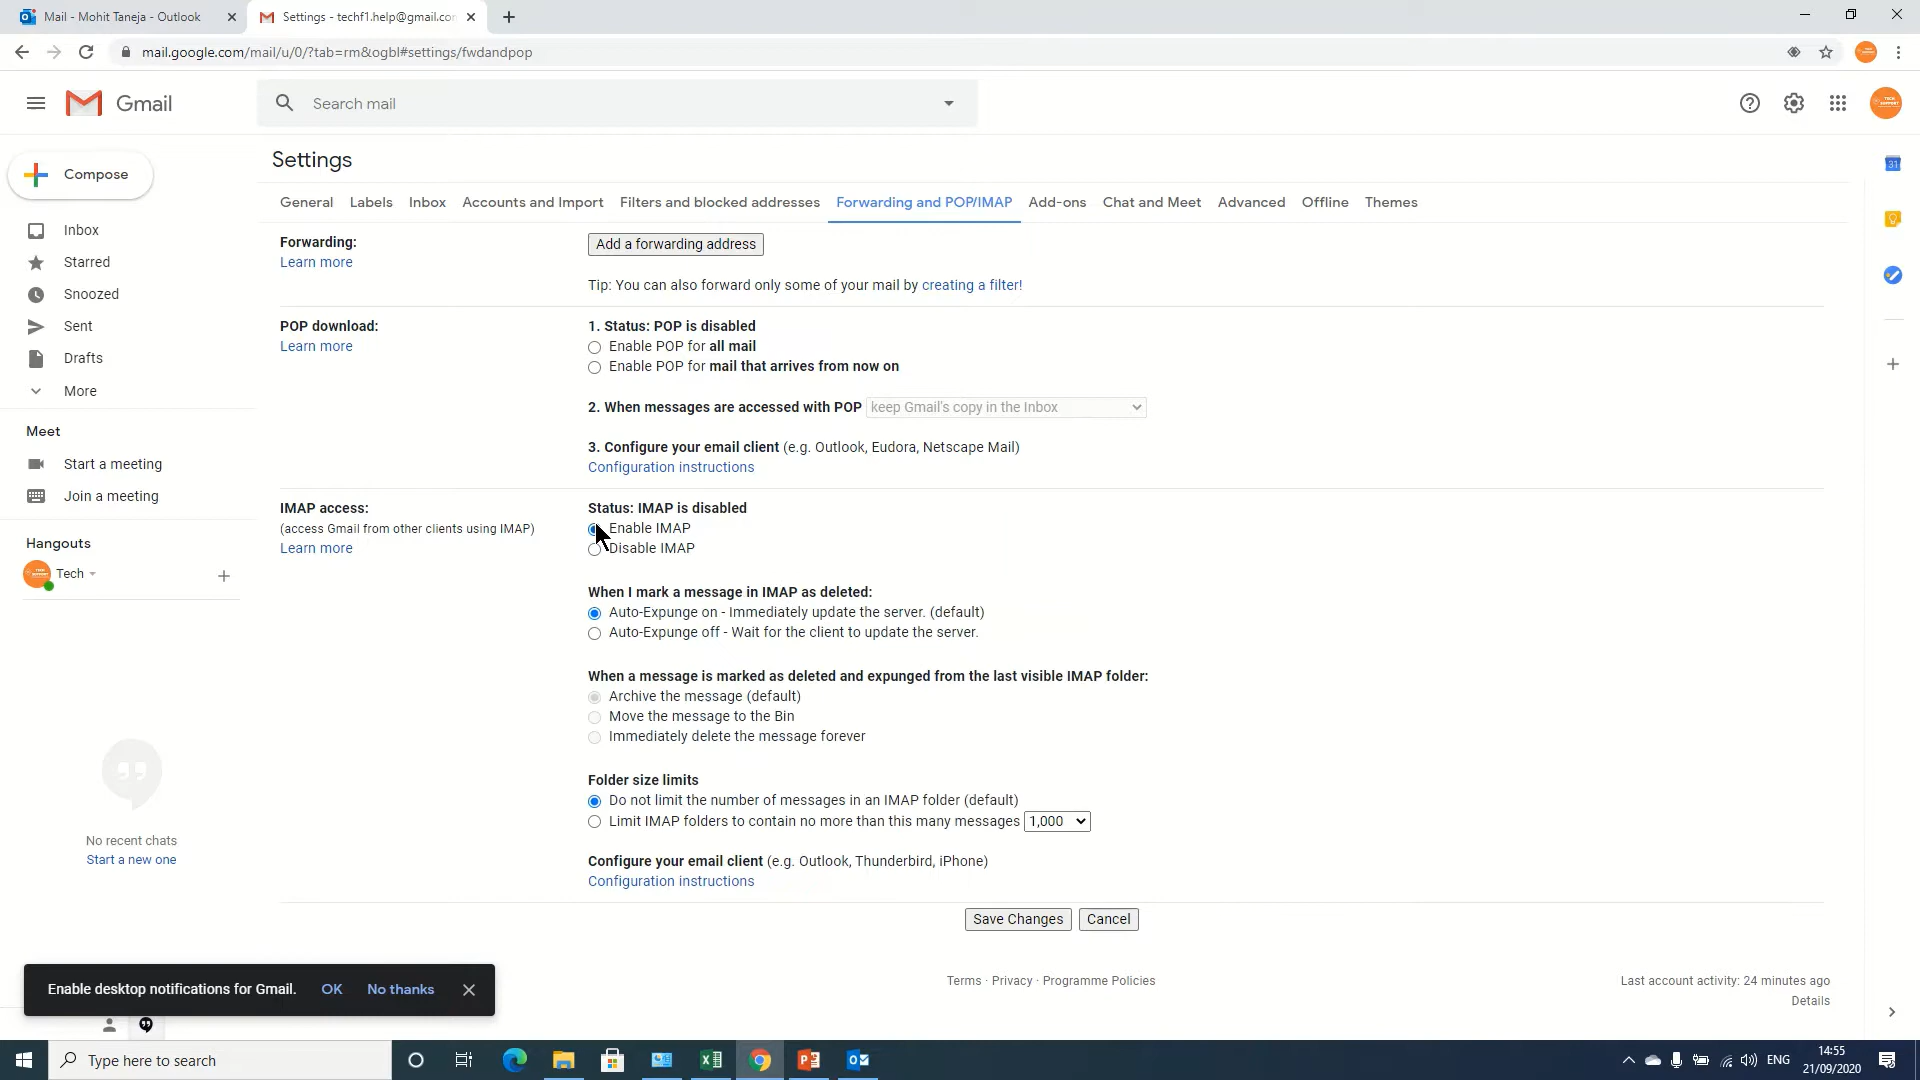 Mail - Mohit Taneja - Outlook
Settings - techf1.help@gmail.co
mail.google.com/mail/u/0/?tab=rm&ogbl#settings/fwdandpop
Gmail
Search mail
Compose
Inbox
Starred
Snoozed
Sent
Drafts
More
Meet
Start a meeting
Join a meeting
Hangouts
Tech
No recent chats
Start a new one
Settings
General Labels Inbox Accounts and Import Filters and blocked addresses Forwarding and POP/IMAP Add-ons Chat and Meet Advanced Offline Themes
Forwarding:
Learn more
Add a forwarding address
Tip: You can also forward only some of your mail by creating a filter!
POP download:
Learn more
1. Status: POP is disabled
Enable POP for all mail
Enable POP for mail that arrives from now on
2. When messages are accessed with POP keep Gmail's copy in the Inbox
3. Configure your email client (e.g. Outlook, Eudora, Netscape Mail)
Configuration instructions
IMAP access:
(access Gmail from other clients using IMAP)
Learn more
Status: IMAP is disabled
Enable IMAP
Disable IMAP
When I mark a message in IMAP as deleted:
Auto-Expunge on - Immediately update the server. (default)
Auto-Expunge off - Wait for the client to update the server.
When a message is marked as deleted and expunged from the last visible IMAP folder:
Archive the message (default)
Move the message to the Bin
Immediately delete the message forever
Folder size limits
Do not limit the number of messages in an IMAP folder (default)
Limit IMAP folders to contain no more than this many messages 1,000
Configure your email client (e.g. Outlook, Thunderbird, iPhone)
Configuration instructions
Save Changes Cancel
Terms · Privacy · Programme Policies
Last account activity: 24 minutes ago
Details
Enable desktop notifications for Gmail. OK No thanks
31
Type here to search
ENG
14:55
21/09/2020